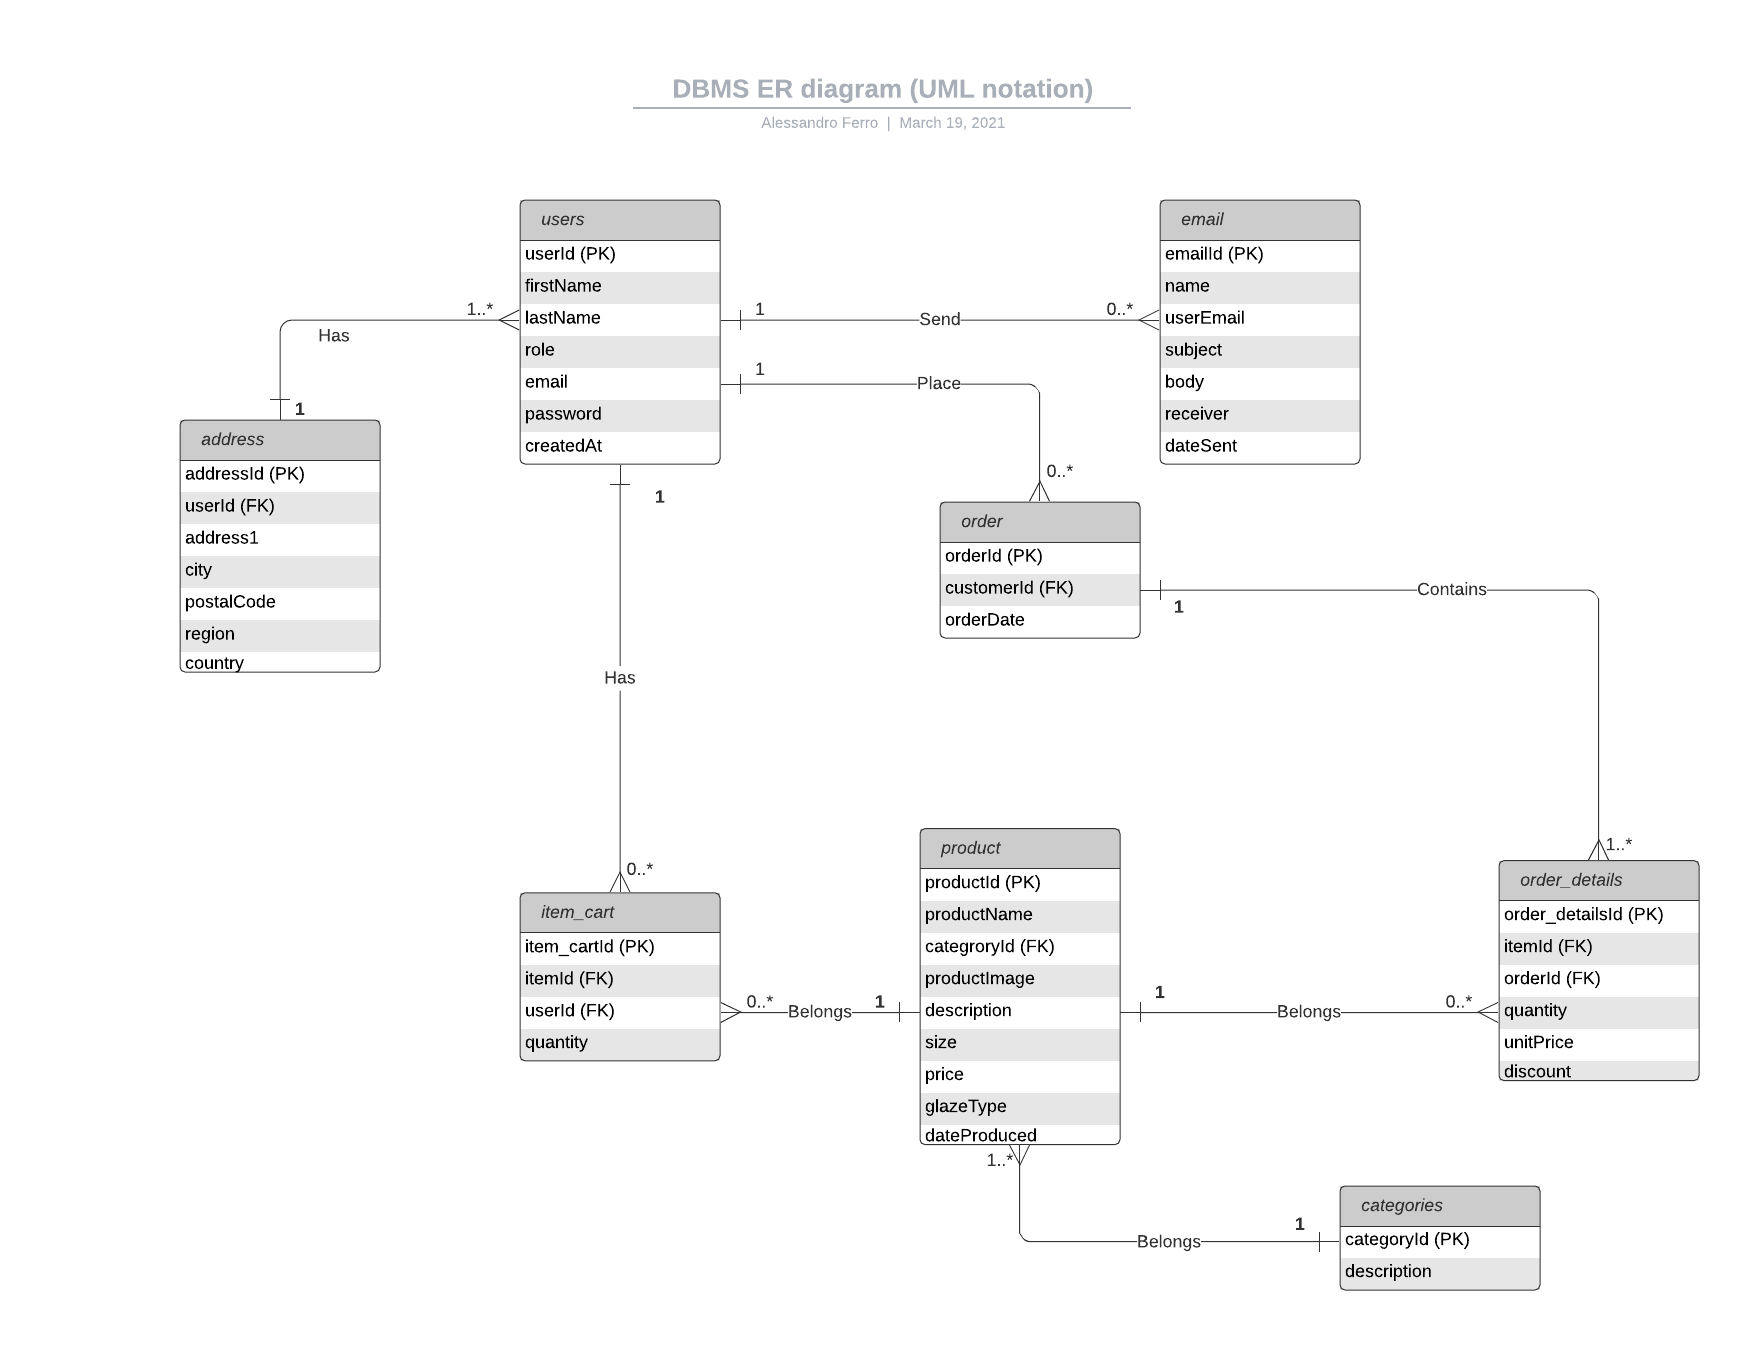 DBMS ER diagram (UML notation)
Alessandro Ferro | March 19, 2021
users
userId (PK)
firstName
lastName
role
email
password
createdAt
email
emailId (PK)
name
userEmail
subject
body
receiver
dateSent
1..*
Has
1
1
Send
0..*
1
Place
0..*
address
addressId (PK)
userId (FK)
address1
city
postalCode
region
country
1
Has
0..*
order
orderId (PK)
customerId (FK)
orderDate
1
Contains
1..*
item_cart
item_cartId (PK)
itemId (FK)
userId (FK)
quantity
0..*
Belongs
1
product
productId (PK)
productName
categroryId (FK)
productImage
description
size
price
glazeType
dateProduced
1
Belongs
0..*
order_details
order_detailsId (PK)
itemId (FK)
orderId (FK)
quantity
unitPrice
discount
1..*
Belongs
1
categories
categoryId (PK)
description